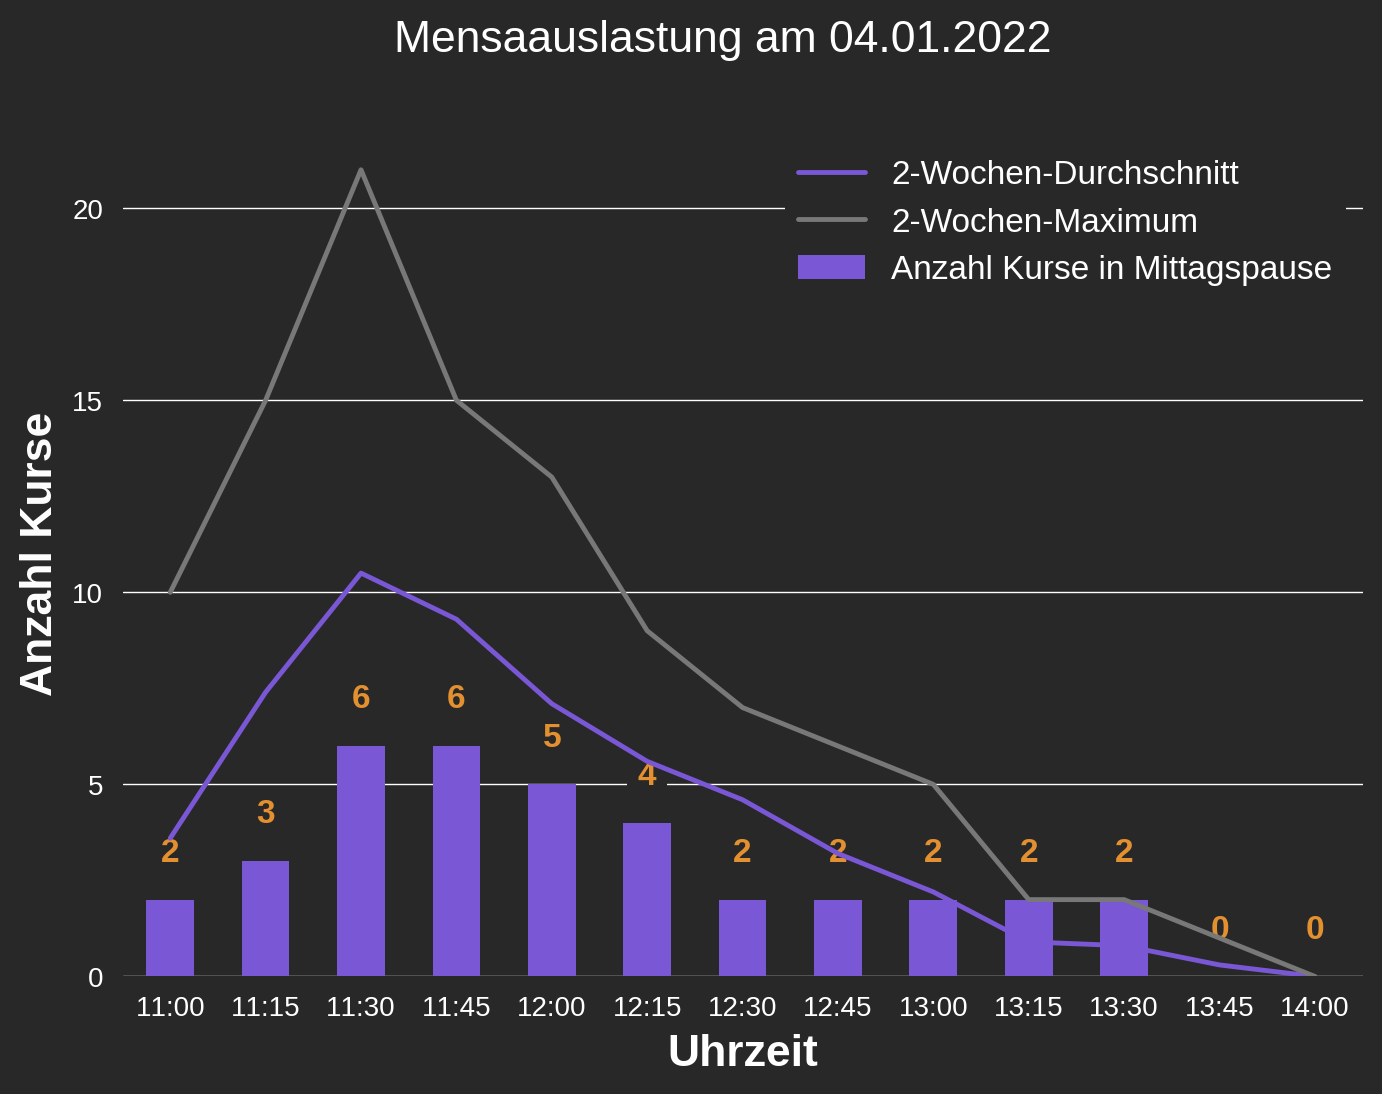 Mensaauslastung am 04.01.2022
2-Wochen-Durchschnitt
2-Wochen-Maximum
Anzahl Kurse in Mittagspause
Anzahl Kurse
20
15
10
5
0
2
3
6
6
5
4
2
2
2
2
2
0
0
11:00 11:15 11:30 11:45 12:00 12:15 12:30 12:45 13:00 13:15 13:30 13:45 14:00
Uhrzeit